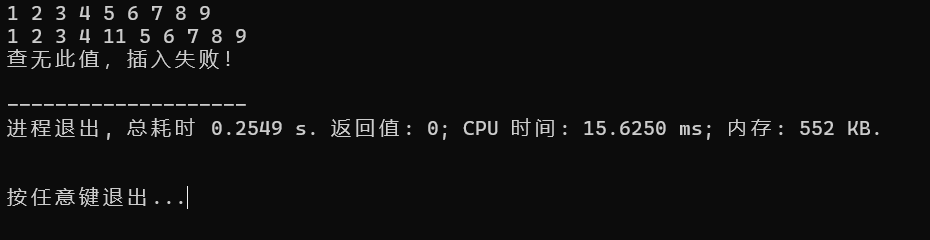 1 2 3 4 5 6 7 8 9
1 2 3 4 11 5 6 7 8 9
查无此值，插入失败！
--------------------
进程退出，总耗时 0.2549 s. 返回值: 0; CPU 时间: 15.6250 ms; 内存: 552 KB.
按任意键退出...